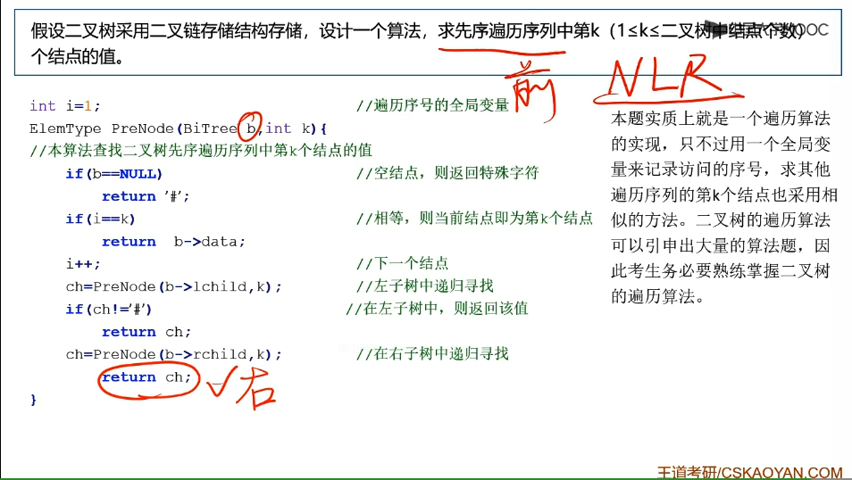 假设二叉树采用二叉链存储结构存储，设计一个算法，求先序遍历序列中第k（1≤k≤二叉树中结点个数）
个结点的值。
前 NLR
int i=1; //遍历序号的全局变量
ElemType PreNode(BiTree b,int k){
//本算法查找二叉树先序遍历序列中第k个结点的值
if(b==NULL) //空结点，则返回特殊字符
return '#';
if(i==k) //相等，则当前结点即为第k个结点
return b->data;
i++; //下一个结点
ch=PreNode(b->lchild,k); //左子树中递归寻找
if(ch!='#') //在左子树中，则返回该值
return ch;
ch=PreNode(b->rchild,k); //在右子树中递归寻找
return ch; √右
}
本题实质上就是一个遍历算法
的实现，只不过用一个全局变
量来记录访问的序号，求其他
遍历序列的第k个结点也采用相
似的方法。二叉树的遍历算法
可以引申出大量的算法题，因
此考生务必要熟练掌握二叉树
的遍历算法。
王道考研/CSKAOYAN.COM